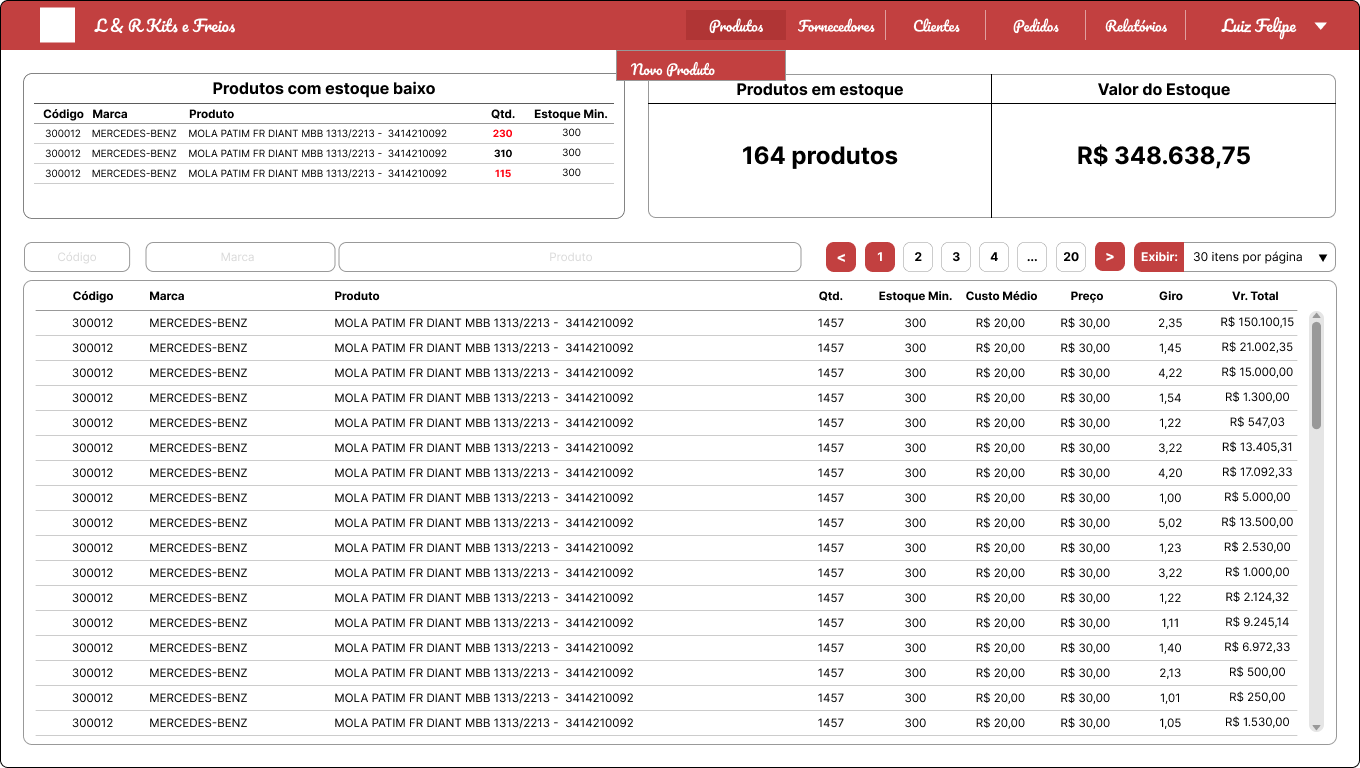 L & R Kits e Freios Produtos Fornecedores Clientes Pedidos Relatórios Luiz Felipe
Novo Produto
Produtos com estoque baixo
Código Marca Produto Qtd. Estoque Min.
300012 MERCEDES-BENZ MOLA PATIM FR DIANT MBB 1313/2213 - 3414210092 230 300
300012 MERCEDES-BENZ MOLA PATIM FR DIANT MBB 1313/2213 - 3414210092 310 300
300012 MERCEDES-BENZ MOLA PATIM FR DIANT MBB 1313/2213 - 3414210092 115 300
Produtos em estoque Valor do Estoque
164 produtos R$ 348.638,75
Código Marca Produto < 1 2 3 4 ... 20 > Exibir: 30 itens por página
Código Marca Produto Qtd. Estoque Min. Custo Médio Preço Giro Vr. Total
300012 MERCEDES-BENZ MOLA PATIM FR DIANT MBB 1313/2213 - 3414210092 1457 300 R$ 20,00 R$ 30,00 2,35 R$ 150.100,15
300012 MERCEDES-BENZ MOLA PATIM FR DIANT MBB 1313/2213 - 3414210092 1457 300 R$ 20,00 R$ 30,00 1,45 R$ 21.002,35
300012 MERCEDES-BENZ MOLA PATIM FR DIANT MBB 1313/2213 - 3414210092 1457 300 R$ 20,00 R$ 30,00 4,22 R$ 15.000,00
300012 MERCEDES-BENZ MOLA PATIM FR DIANT MBB 1313/2213 - 3414210092 1457 300 R$ 20,00 R$ 30,00 1,54 R$ 1.300,00
300012 MERCEDES-BENZ MOLA PATIM FR DIANT MBB 1313/2213 - 3414210092 1457 300 R$ 20,00 R$ 30,00 1,22 R$ 547,03
300012 MERCEDES-BENZ MOLA PATIM FR DIANT MBB 1313/2213 - 3414210092 1457 300 R$ 20,00 R$ 30,00 3,22 R$ 13.405,31
300012 MERCEDES-BENZ MOLA PATIM FR DIANT MBB 1313/2213 - 3414210092 1457 300 R$ 20,00 R$ 30,00 4,20 R$ 17.092,33
300012 MERCEDES-BENZ MOLA PATIM FR DIANT MBB 1313/2213 - 3414210092 1457 300 R$ 20,00 R$ 30,00 1,00 R$ 5.000,00
300012 MERCEDES-BENZ MOLA PATIM FR DIANT MBB 1313/2213 - 3414210092 1457 300 R$ 20,00 R$ 30,00 5,02 R$ 13.500,00
300012 MERCEDES-BENZ MOLA PATIM FR DIANT MBB 1313/2213 - 3414210092 1457 300 R$ 20,00 R$ 30,00 1,23 R$ 2.530,00
300012 MERCEDES-BENZ MOLA PATIM FR DIANT MBB 1313/2213 - 3414210092 1457 300 R$ 20,00 R$ 30,00 3,22 R$ 1.000,00
300012 MERCEDES-BENZ MOLA PATIM FR DIANT MBB 1313/2213 - 3414210092 1457 300 R$ 20,00 R$ 30,00 1,22 R$ 2.124,32
300012 MERCEDES-BENZ MOLA PATIM FR DIANT MBB 1313/2213 - 3414210092 1457 300 R$ 20,00 R$ 30,00 1,11 R$ 9.245,14
300012 MERCEDES-BENZ MOLA PATIM FR DIANT MBB 1313/2213 - 3414210092 1457 300 R$ 20,00 R$ 30,00 1,40 R$ 6.972,33
300012 MERCEDES-BENZ MOLA PATIM FR DIANT MBB 1313/2213 - 3414210092 1457 300 R$ 20,00 R$ 30,00 2,13 R$ 500,00
300012 MERCEDES-BENZ MOLA PATIM FR DIANT MBB 1313/2213 - 3414210092 1457 300 R$ 20,00 R$ 30,00 1,01 R$ 250,00
300012 MERCEDES-BENZ MOLA PATIM FR DIANT MBB 1313/2213 - 3414210092 1457 300 R$ 20,00 R$ 30,00 1,05 R$ 1.530,00